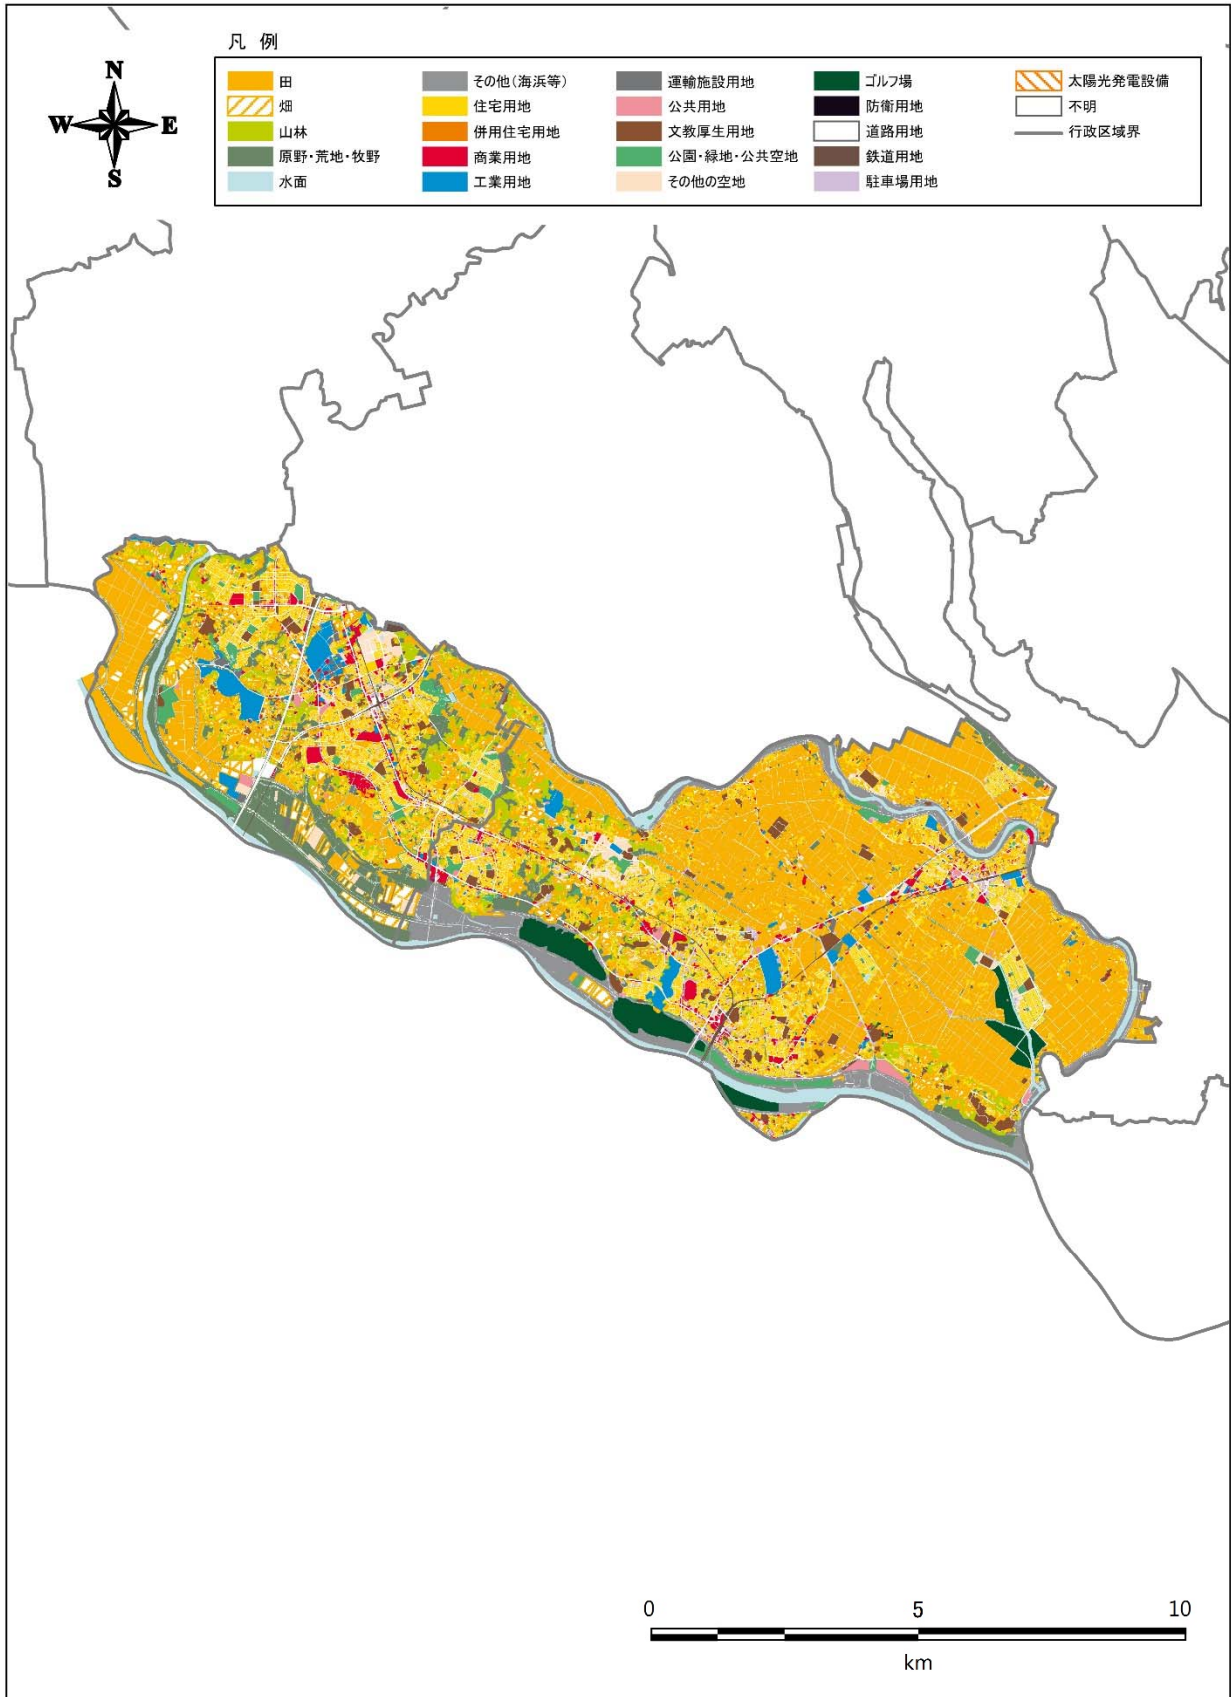 凡 例
N
W E
S
田
畑
山林
原野・荒地・牧野
水面
その他(海浜等)
住宅用地
併用住宅用地
商業用地
工業用地
運輸施設用地
公共用地
文教厚生用地
公園・緑地・公共空地
その他の空地
ゴルフ場
防衛用地
道路用地
鉄道用地
駐車場用地
太陽光発電設備
不明
行政区域界
0 5 10
km